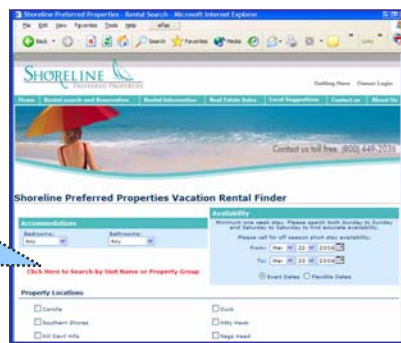 Shoreline Preferred Properties - Rental Search - Microsoft Internet Explorer
File Edit View Favorites Tools Help
Back Search Favorites Media Links
SHORELINE
PREFERRED PROPERTIES
Getting Here Owner Login
Home Rental search and Reservation Rental Information Real Estate Sales Local Suggestions Contact us About Us
Contact us toll free: (800) 449-2036
Shoreline Preferred Properties Vacation Rental Finder
Accommodations
Bedrooms: Bathrooms:
Any Any
Click Here to Search by Unit Name or Property Group
Availability
Minimum one week stay. Please search both Sunday to Sunday
and Saturday to Saturday to find accurate availability.
Please call for off season short stay availability.
From: Mar 22 2006
To: Mar 22 2006
Exact Dates Flexible Dates
Property Locations
Corolla Duck
Southern Shores Kitty Hawk
Kill Devil Hills Nags Head